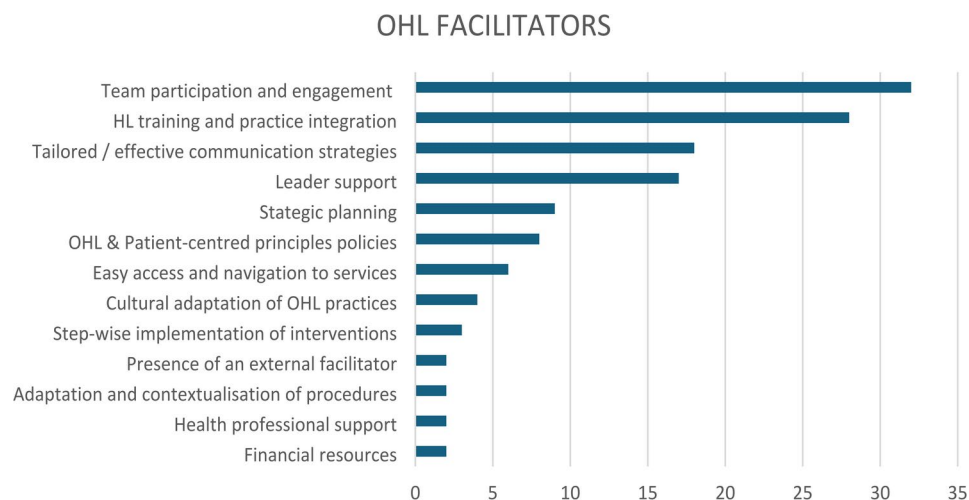 OHL FACILITATORS
Team participation and engagement
HL training and practice integration
Tailored / effective communication strategies
Leader support
Stategic planning
OHL & Patient-centred principles policies
Easy access and navigation to services
Cultural adaptation of OHL practices
Step-wise implementation of interventions
Presence of an external facilitator
Adaptation and contextualisation of procedures
Health professional support
Financial resources
0 5 10 15 20 25 30 35